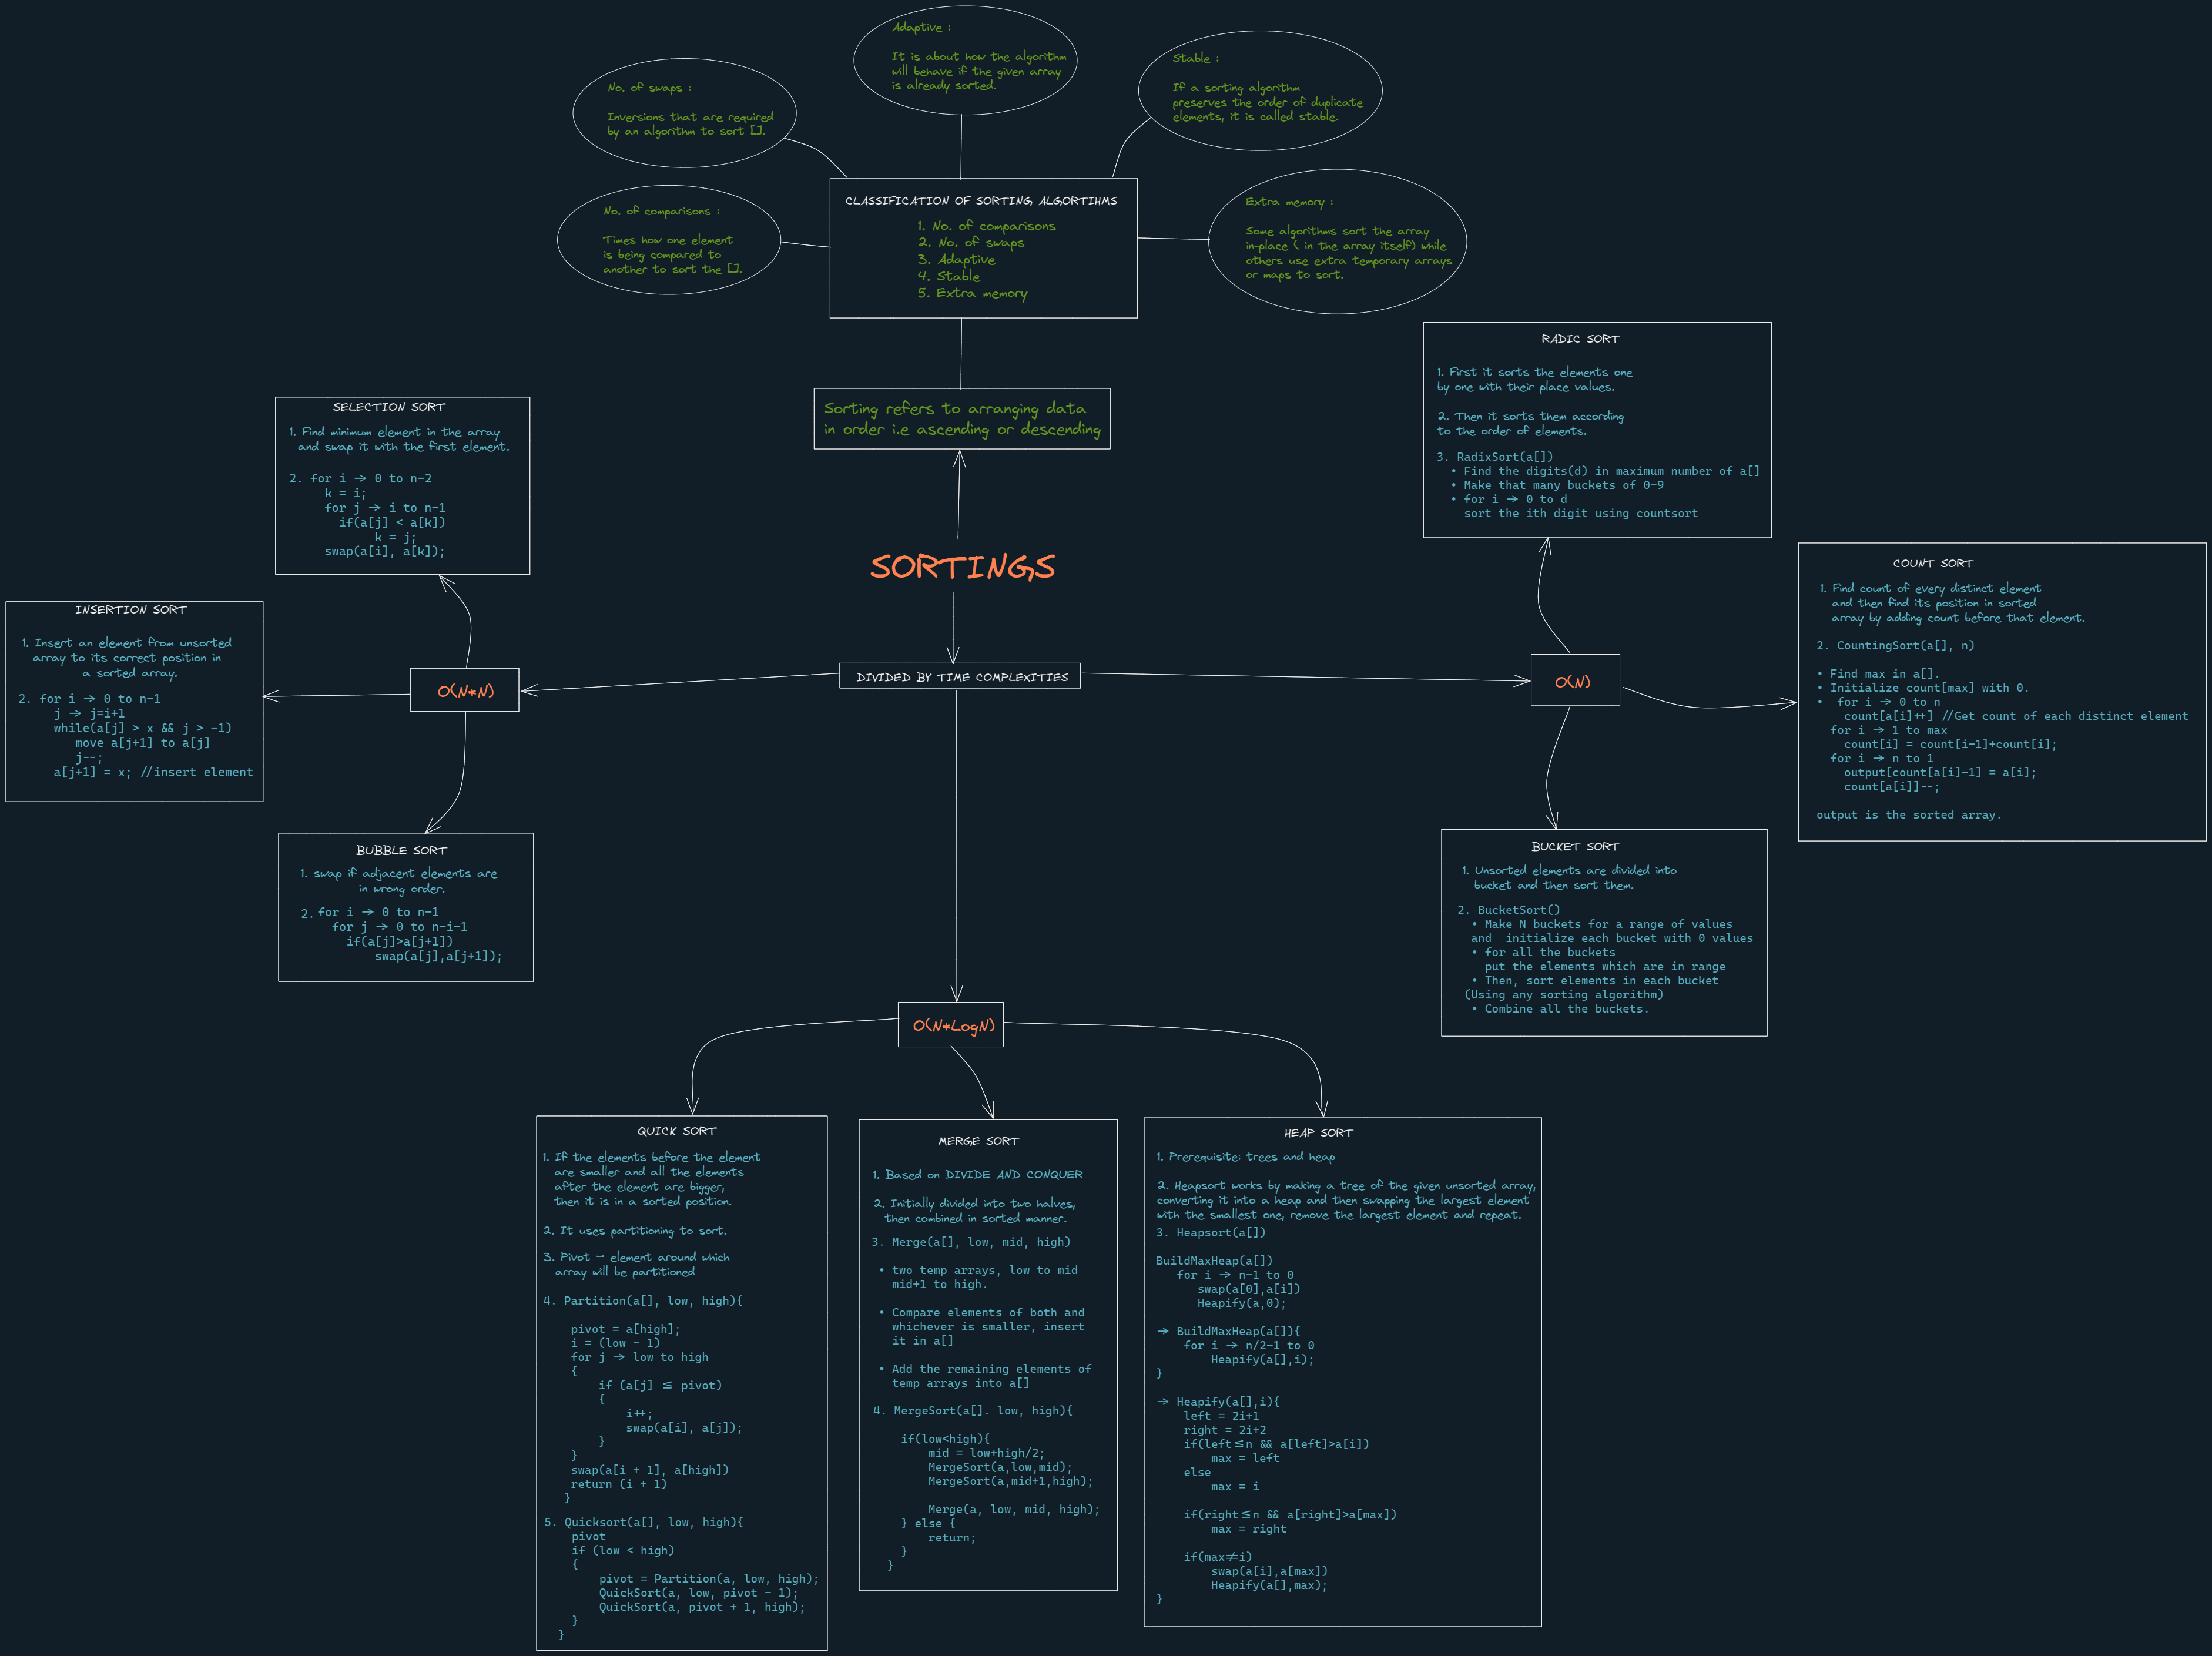 Adaptive :
It is about how the algorithm
will behave if the given array
is already sorted.
Stable :
If a sorting algorithm
preserves the order of duplicate
elements, it is called stable.
No. of swaps :
Inversions that are required
by an algorithm to sort [].
No. of comparisons :
Times how one element
is being compared to
another to sort the [].
CLASSIFICATION OF SORTING ALGORTIHMS
1. No. of comparisons
2. No. of swaps
3. Adaptive
4. Stable
5. Extra memory
Extra memory :
Some algorithms sort the array
in-place ( in the array itself) while
others use extra temporary arrays
or maps to sort.
Sorting refers to arranging data
in order i.e ascending or descending
SORTINGS
DIVIDED BY TIME COMPLEXITIES
O(N*N)
SELECTION SORT
1. Find minimum element in the array
and swap it with the first element.
2. for i → 0 to n-2
k = i;
for j → i to n-1
if(a[j] < a[k])
k = j;
swap(a[i], a[k]);
INSERTION SORT
1. Insert an element from unsorted
array to its correct position in
a sorted array.
2. for i → 0 to n-1
j → j=i+1
while(a[j] > x && j > -1)
move a[j+1] to a[j]
j--;
a[j+1] = x; //insert element
BUBBLE SORT
1. swap if adjacent elements are
in wrong order.
2. for i → 0 to n-1
for j → 0 to n-i-1
if(a[j]>a[j+1])
swap(a[j],a[j+1]);
O(N)
RADIC SORT
1. First it sorts the elements one
by one with their place values.
2. Then it sorts them according
to the order of elements.
3. RadixSort(a[])
• Find the digits(d) in maximum number of a[]
• Make that many buckets of 0-9
• for i → 0 to d
sort the ith digit using countsort
COUNT SORT
1. Find count of every distinct element
and then find its position in sorted
array by adding count before that element.
2. CountingSort(a[], n)
• Find max in a[].
• Initialize count[max] with 0.
• for i → 0 to n
count[a[i]++] //Get count of each distinct element
for i → 1 to max
count[i] = count[i-1]+count[i];
for i → n to 1
output[count[a[i]-1] = a[i];
count[a[i]]--;
output is the sorted array.
BUCKET SORT
1. Unsorted elements are divided into
bucket and then sort them.
2. BucketSort()
• Make N buckets for a range of values
and initialize each bucket with 0 values
• for all the buckets
put the elements which are in range
• Then, sort elements in each bucket
(Using any sorting algorithm)
• Combine all the buckets.
O(N*LogN)
QUICK SORT
1. If the elements before the element
are smaller and all the elements
after the element are bigger,
then it is in a sorted position.
2. It uses partitioning to sort.
3. Pivot - element around which
array will be partitioned
4. Partition(a[], low, high){
pivot = a[high];
i = (low - 1)
for j → low to high
{
if (a[j] ≤ pivot)
{
i++;
swap(a[i], a[j]);
}
}
swap(a[i + 1], a[high])
return (i + 1)
}
5. Quicksort(a[], low, high){
pivot
if (low < high)
{
pivot = Partition(a, low, high);
QuickSort(a, low, pivot - 1);
QuickSort(a, pivot + 1, high);
}
}
MERGE SORT
1. Based on DIVIDE AND CONQUER
2. Initially divided into two halves,
then combined in sorted manner.
3. Merge(a[], low, mid, high)
• two temp arrays, low to mid
mid+1 to high.
• Compare elements of both and
whichever is smaller, insert
it in a[]
• Add the remaining elements of
temp arrays into a[]
4. MergeSort(a[]. low, high){
if(low<high){
mid = low+high/2;
MergeSort(a,low,mid);
MergeSort(a,mid+1,high);
Merge(a, low, mid, high);
} else {
return;
}
}
HEAP SORT
1. Prerequisite: trees and heap
2. Heapsort works by making a tree of the given unsorted array,
converting it into a heap and then swapping the largest element
with the smallest one, remove the largest element and repeat.
3. Heapsort(a[])
BuildMaxHeap(a[])
for i → n-1 to 0
swap(a[0],a[i])
Heapify(a,0);
→ BuildMaxHeap(a[]){
for i → n/2-1 to 0
Heapify(a[],i);
}
→ Heapify(a[],i){
left = 2i+1
right = 2i+2
if(left≤n && a[left]>a[i])
max = left
else
max = i
if(right≤n && a[right]>a[max])
max = right
if(max≠i)
swap(a[i],a[max])
Heapify(a[],max);
}